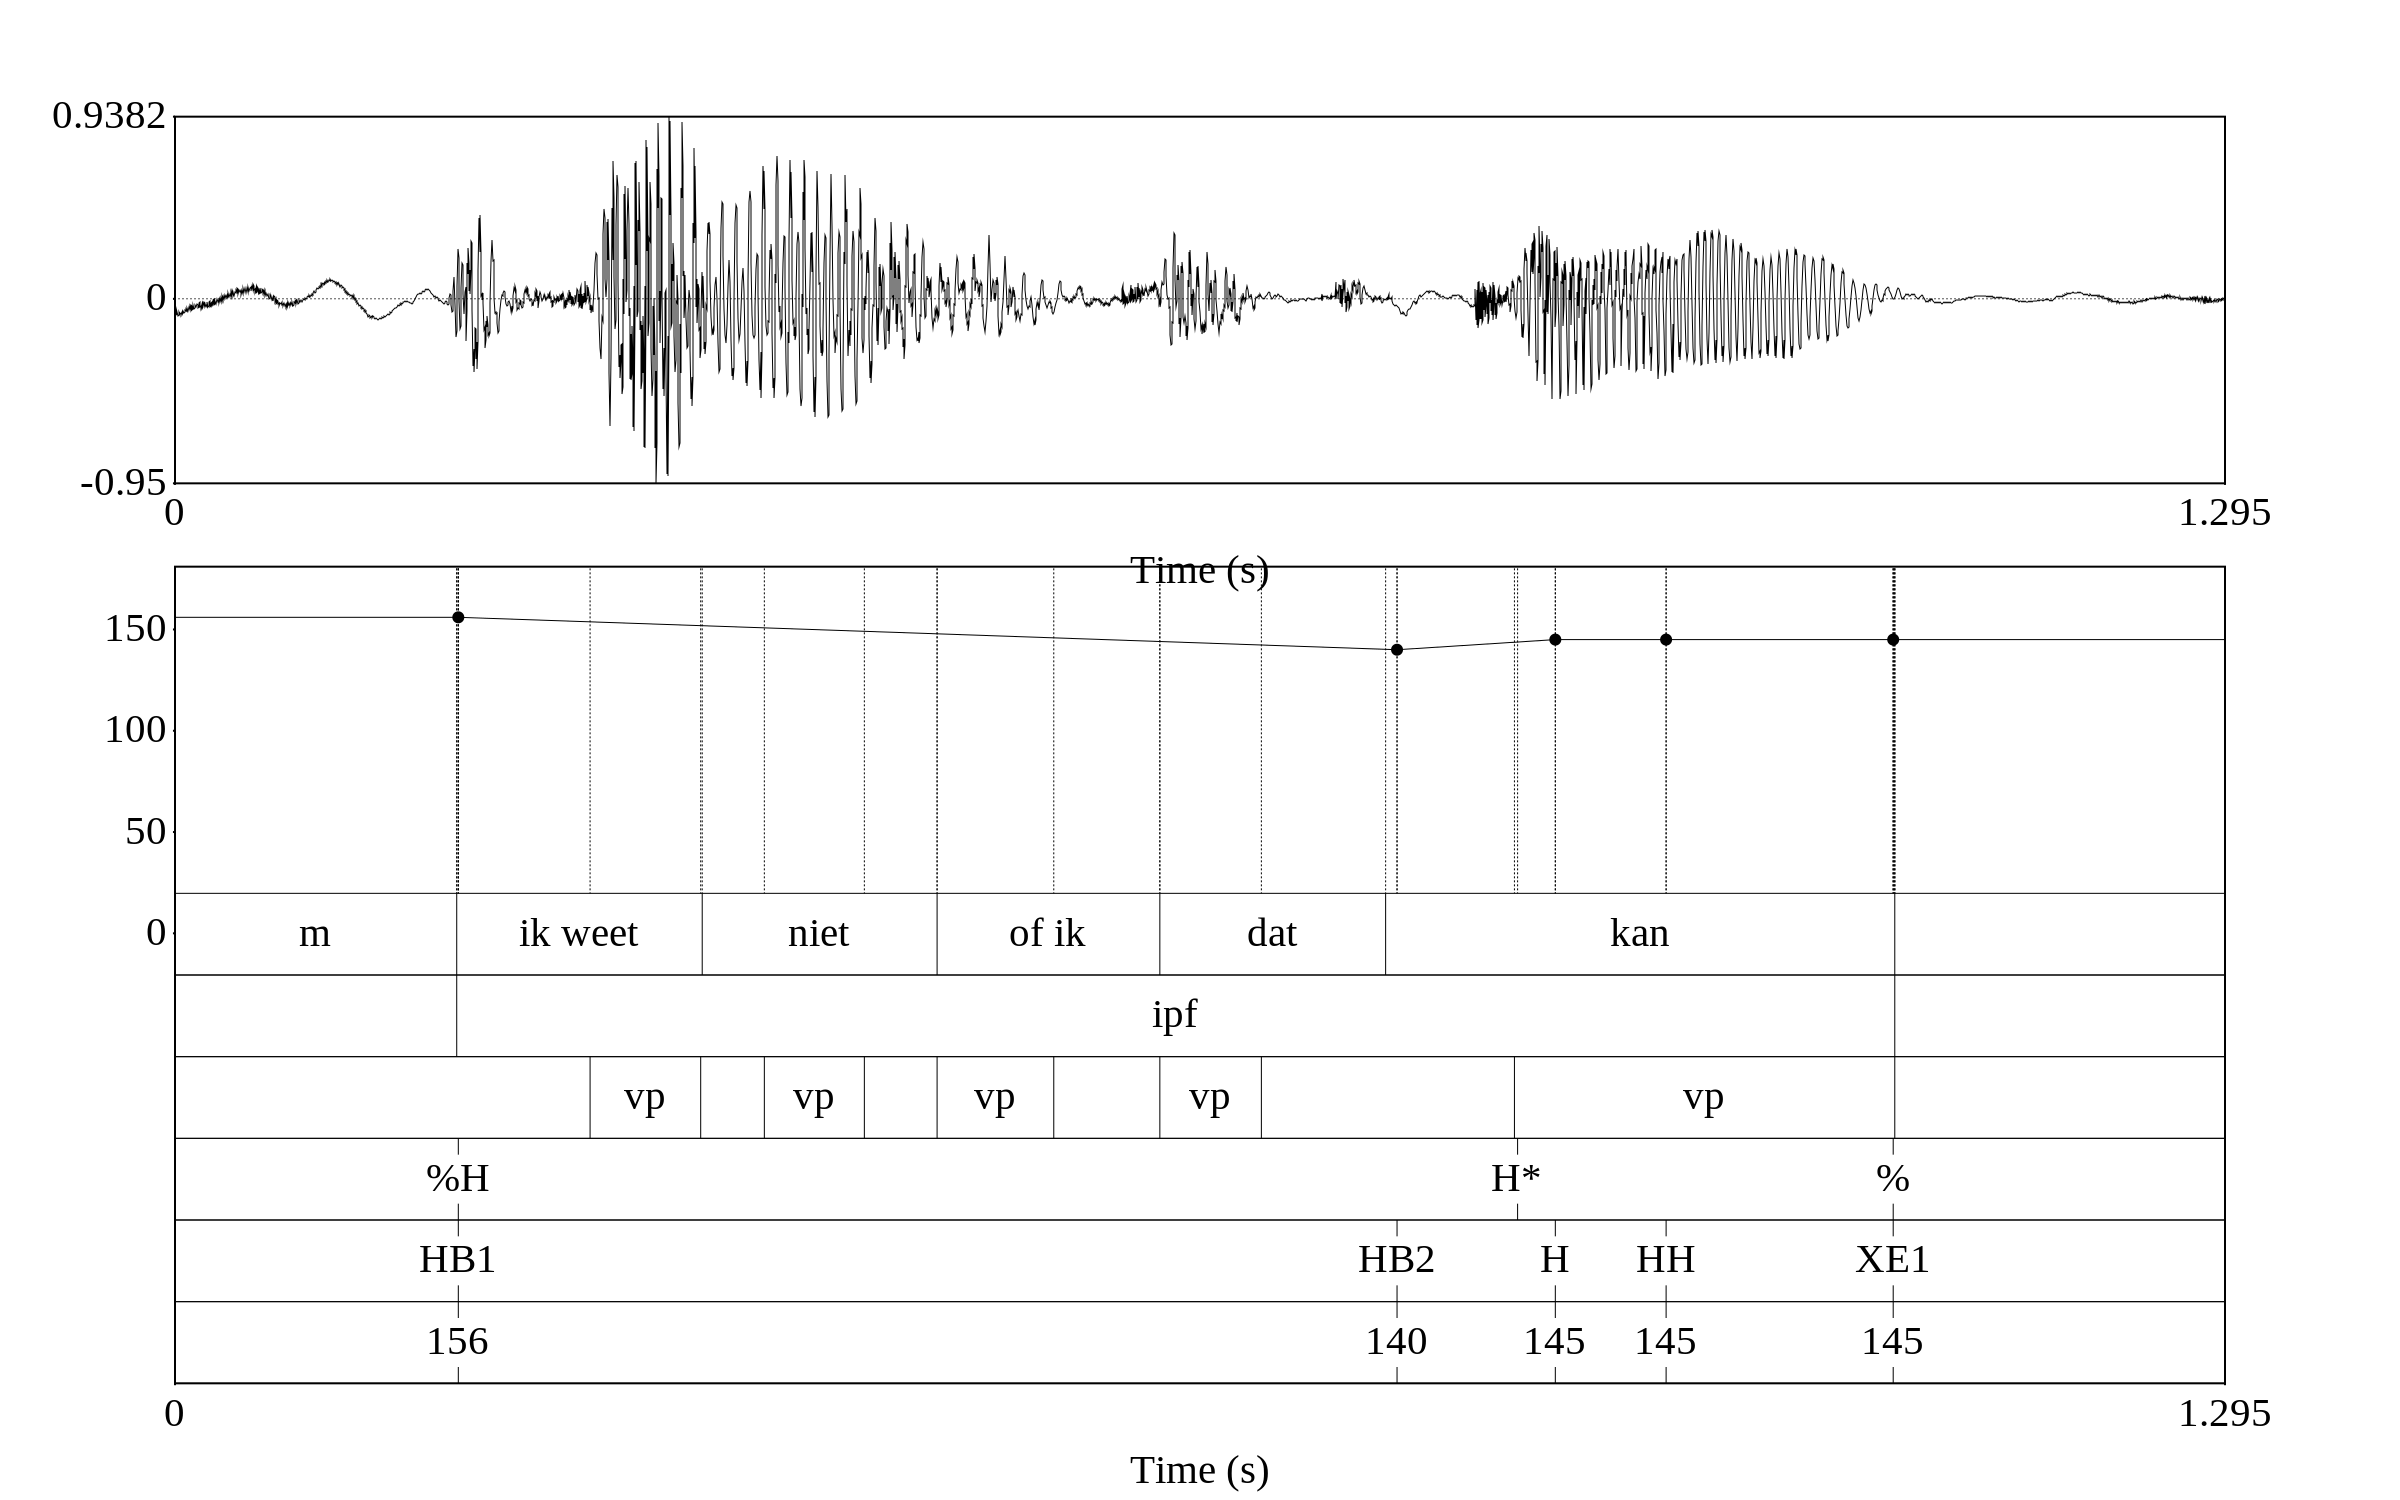 0.9382
0
-0.95
0 1.295
Time (s)
150
100
50
0
m ik weet niet of ik dat kan
ipf
vp vp vp vp vp
%H H* %
HB1 HB2 H HH XE1
156 140 145 145 145
0 1.295
Time (s)